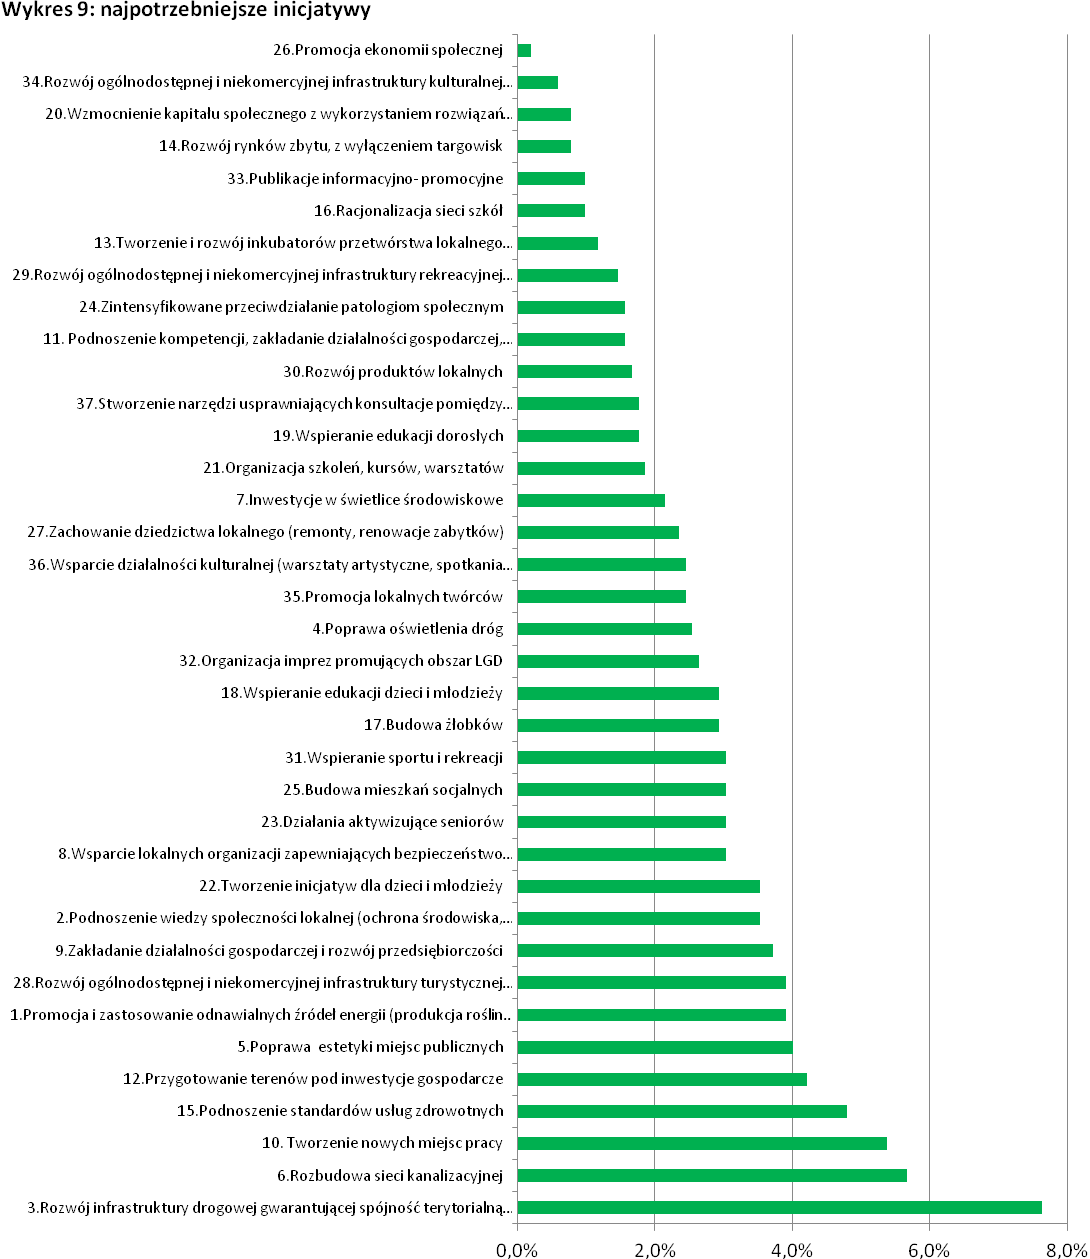 Wykres 9: najpotrzebniejsze inicjatywy
26.Promocja ekonomii społecznej
34.Rozwój ogólnodostępnej i niekomercyjnej infrastruktury kulturalnej...
20.Wzmocnienie kapitału społecznego z wykorzystaniem rozwiązań...
14.Rozwój rynków zbytu, z wyłączeniem targowisk
33.Publikacje informacyjno- promocyjne
16.Racjonalizacja sieci szkół
13.Tworzenie i rozwój inkubatorów przetwórstwa lokalnego...
29.Rozwój ogólnodostępnej i niekomercyjnej infrastruktury rekreacyjnej...
24.Zintensyfikowane przeciwdziałanie patologiom społecznym
11. Podnoszenie kompetencji, zakładanie działalności gospodarczej,...
30.Rozwój produktów lokalnych
37.Stworzenie narzędzi usprawniających konsultacje pomiędzy...
19.Wspieranie edukacji dorosłych
21.Organizacja szkoleń, kursów, warsztatów
7.Inwestycje w świetlice środowiskowe
27.Zachowanie dziedzictwa lokalnego (remonty, renowacje zabytków)
36.Wsparcie działalności kulturalnej (warsztaty artystyczne, spotkania...
35.Promocja lokalnych twórców
4.Poprawa oświetlenia dróg
32.Organizacja imprez promujących obszar LGD
18.Wspieranie edukacji dzieci i młodzieży
17.Budowa żłobków
31.Wspieranie sportu i rekreacji
25.Budowa mieszkań socjalnych
23.Działania aktywizujące seniorów
8.Wsparcie lokalnych organizacji zapewniających bezpieczeństwo...
22.Tworzenie inicjatyw dla dzieci i młodzieży
2.Podnoszenie wiedzy społeczności lokalnej (ochrona środowiska,...
9.Zakładanie działalności gospodarczej i rozwój przedsiębiorczości
28.Rozwój ogólnodostępnej i niekomercyjnej infrastruktury turystycznej...
1.Promocja i zastosowanie odnawialnych źródeł energii (produkcja roślin..
5.Poprawa  estetyki miejsc publicznych
12.Przygotowanie terenów pod inwestycje gospodarcze
15.Podnoszenie standardów usług zdrowotnych
10. Tworzenie nowych miejsc pracy
6.Rozbudowa sieci kanalizacyjnej
3.Rozwój infrastruktury drogowej gwarantującej spójność terytorialną...
0,0% 2,0% 4,0% 6,0% 8,0%